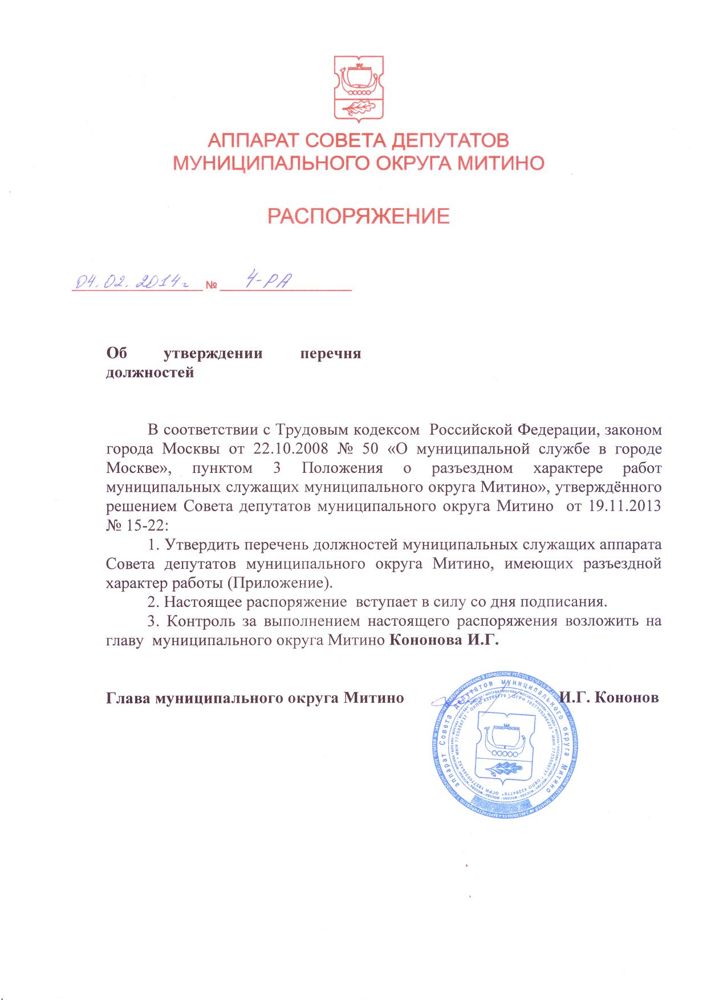 АППАРАТ СОВЕТА ДЕПУТАТОВ
МУНИЦИПАЛЬНОГО ОКРУГА МИТИНО
РАСПОРЯЖЕНИЕ
04.02.2014г № 4-РА
Об утверждении перечня
должностей
В соответствии с Трудовым кодексом Российской Федерации, законом
города Москвы от 22.10.2008 № 50 «О муниципальной службе в городе
Москве», пунктом 3 Положения о разъездном характере работ
муниципальных служащих муниципального округа Митино», утверждённого
решением Совета депутатов муниципального округа Митино от 19.11.2013
№ 15-22:
1. Утвердить перечень должностей муниципальных служащих аппарата
Совета депутатов муниципального округа Митино, имеющих разъездной
характер работы (Приложение).
2. Настоящее распоряжение вступает в силу со дня подписания.
3. Контроль за выполнением настоящего распоряжения возложить на
главу муниципального округа Митино Кононова И.Г.
Глава муниципального округа Митино И.Г. Кононов
аппарат Совета депутатов муниципального округа Митино